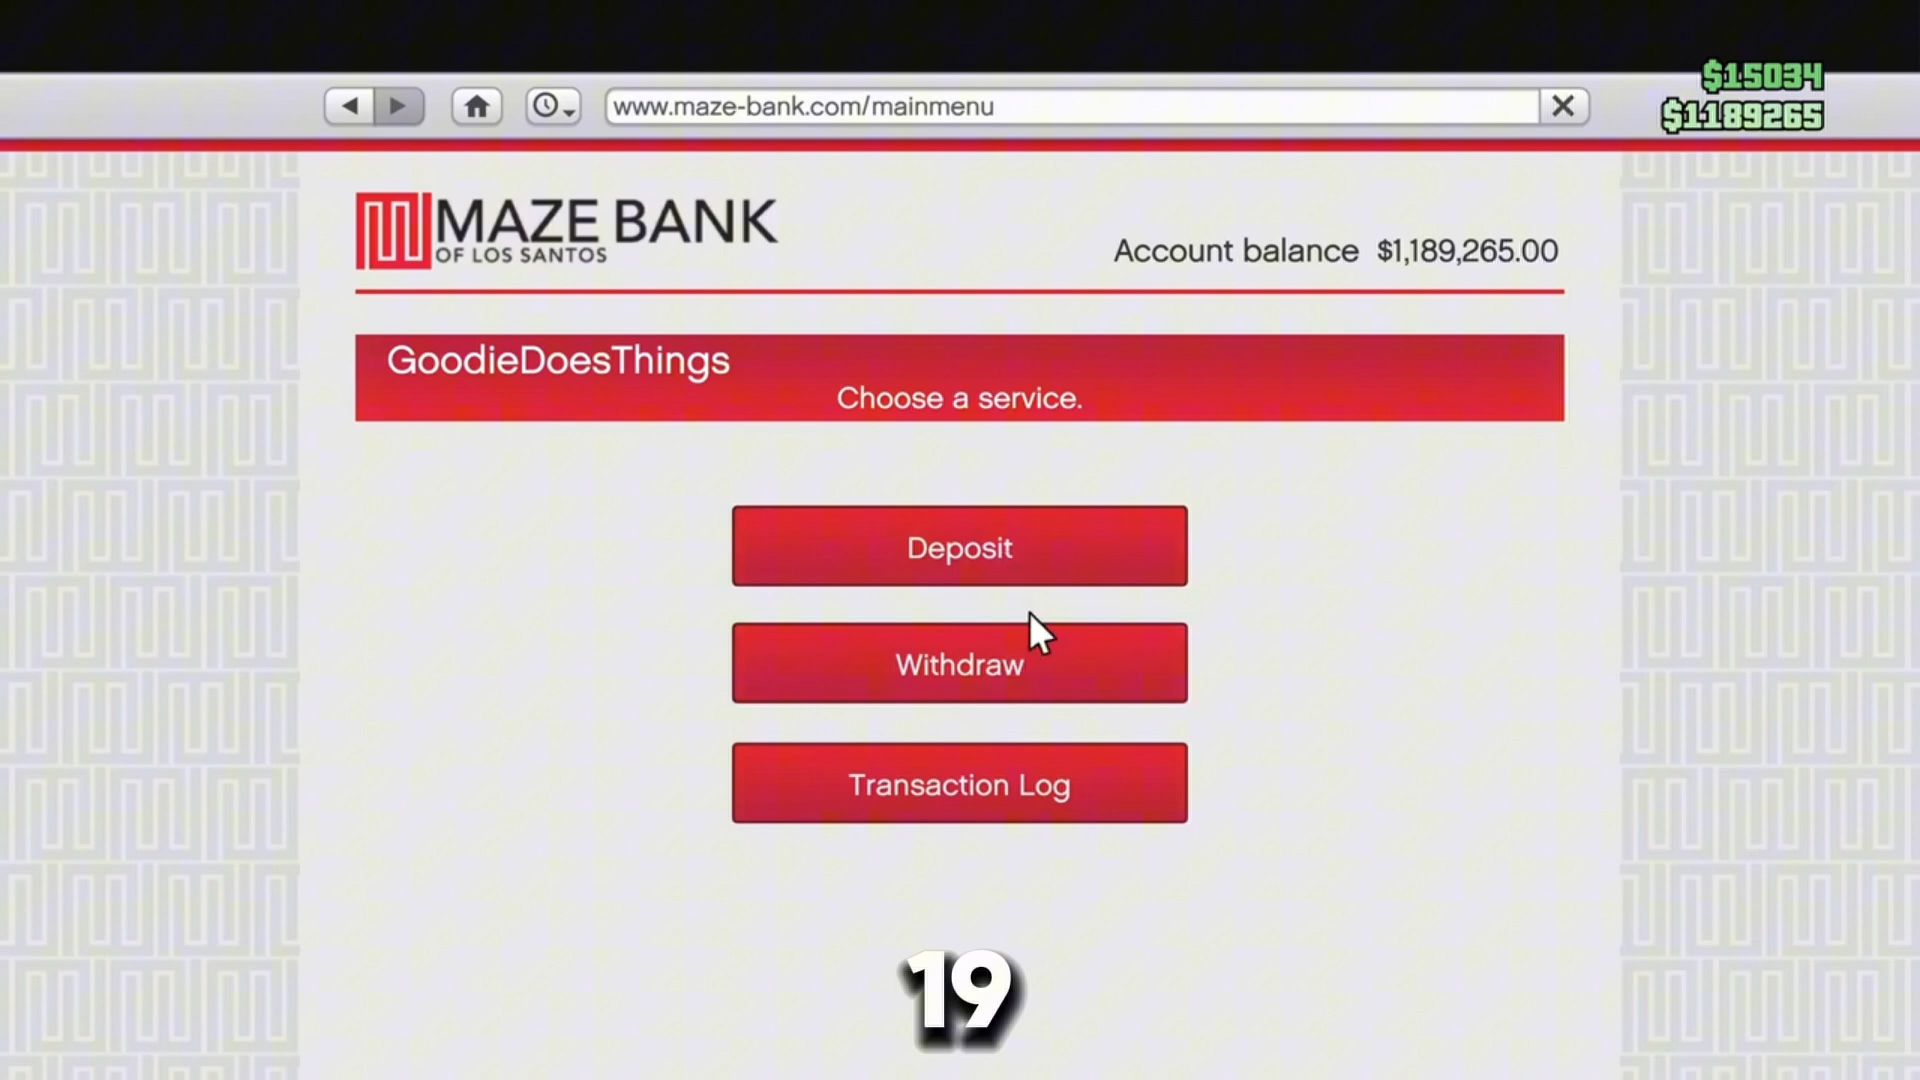 $15034
www.maze-bank.com/mainmenu
$1189265
MAZE BANK
OF LOS SANTOS
Account balance $1,189,265.00
GoodieDoesThings
Choose a service.
Deposit
Withdraw
Transaction Log
19